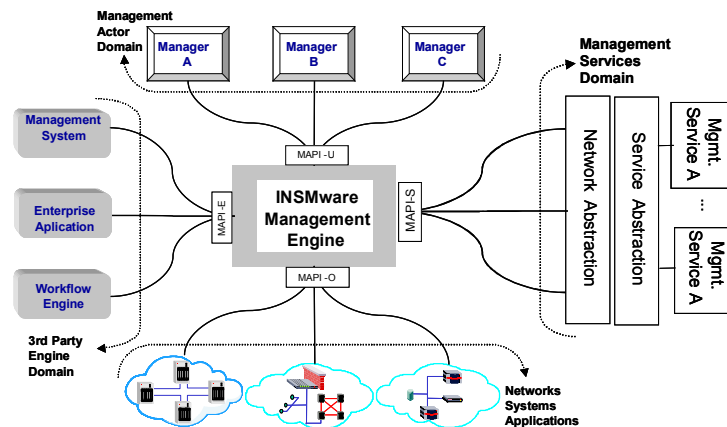 Management
Actor
Domain
Manager
A
Manager
B
Manager
C
Management
Services
Domain
Management
System
Enterprise
Aplication
Workflow
Engine
3rd Party
Engine
Domain
MAPI -U
MAPI -E
INSMware
Management
Engine
MAPI-S
MAPI -O
Network Abstraction
Service Abstraction
Mgmt.
Service A
...
Mgmt.
Service A
Networks
Systems
Applications